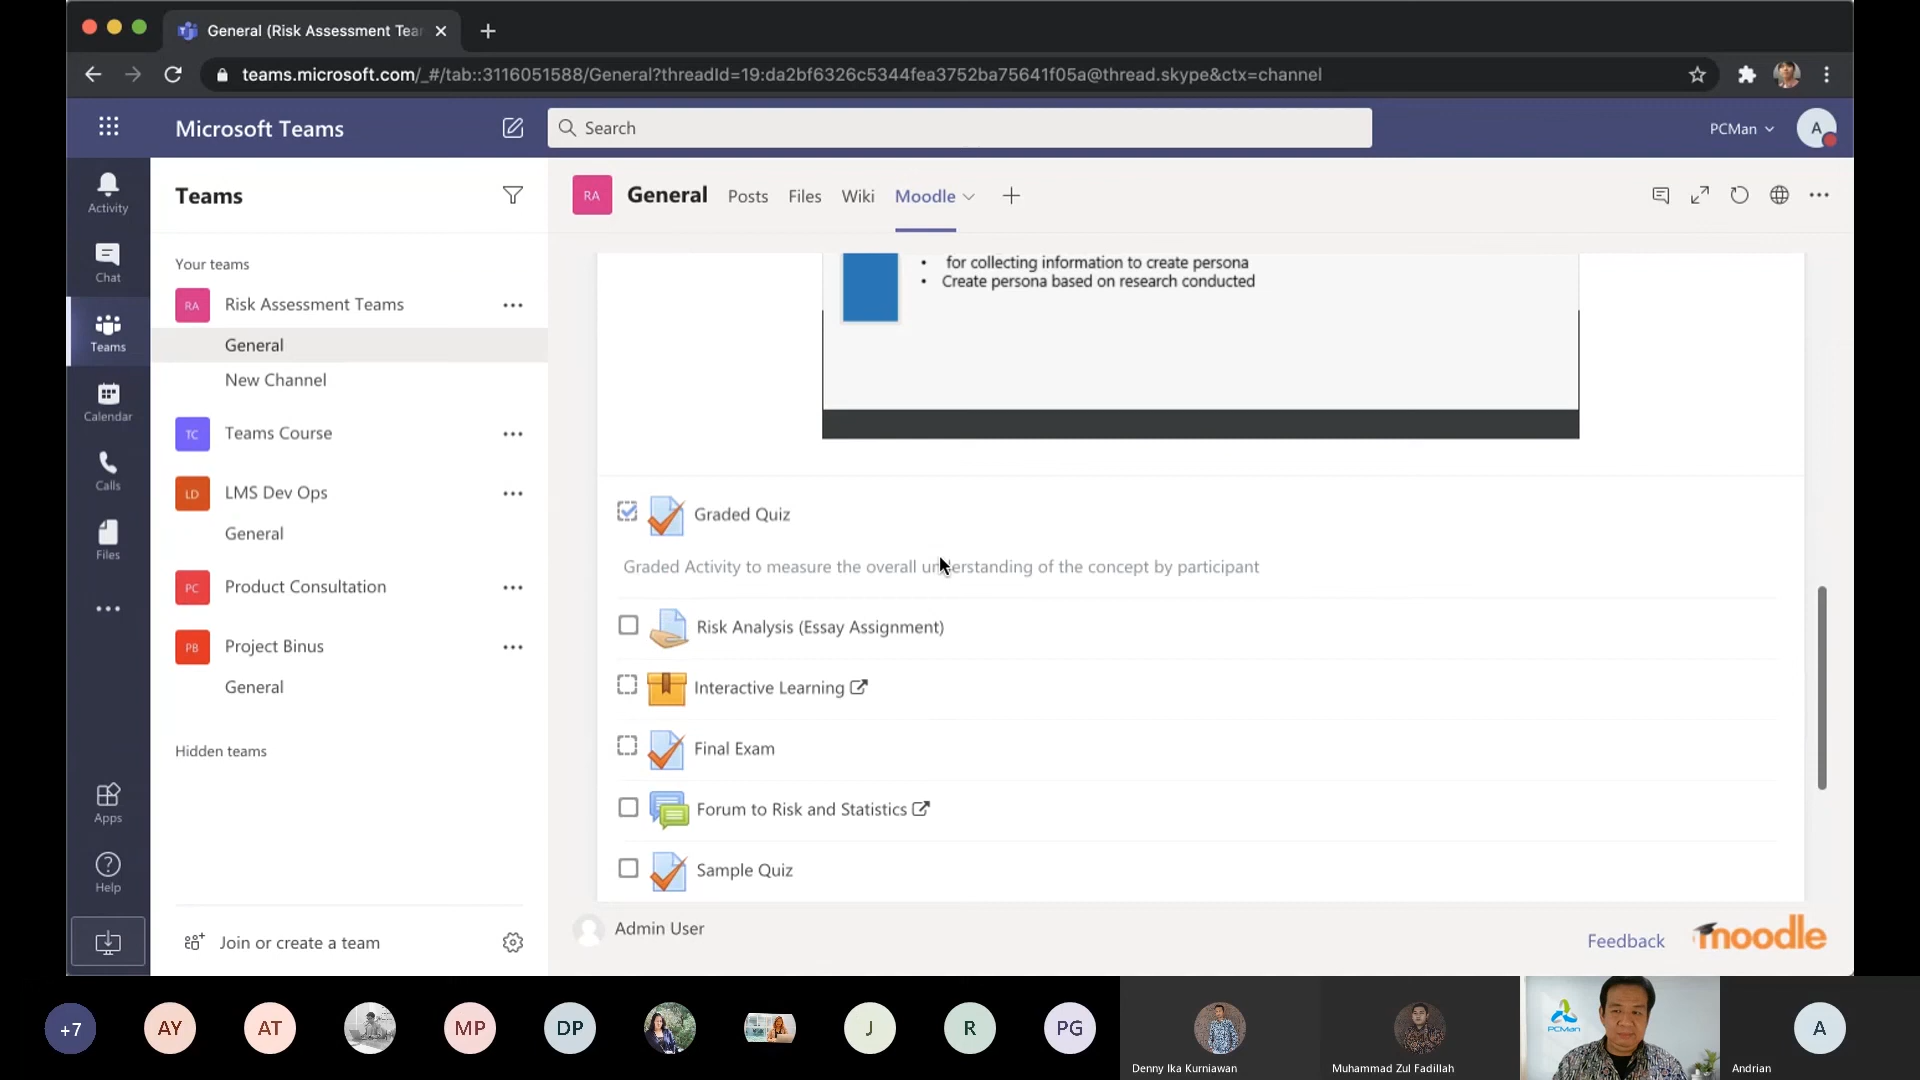 General (Risk Assessment Tea
teams.microsoft.com/_#/tab::3116051588/General?threadId=19:da2bf6326c5344fea3752ba75641f05a@thread.skype&ctx=channel
Microsoft Teams
Search
PCMan
A
Activity
Chat
Teams
Calendar
Calls
Files
Apps
Help
Teams
Your teams
RA
Risk Assessment Teams
General
New Channel
TC
Teams Course
LD
LMS Dev Ops
General
PC
Product Consultation
PB
Project Binus
General
Hidden teams
Join or create a team
RA
General
Posts
Files
Wiki
Moodle
• for collecting information to create persona
• Create persona based on research conducted
Graded Quiz
Graded Activity to measure the overall understanding of the concept by participant
Risk Analysis (Essay Assignment)
Interactive Learning
Final Exam
Forum to Risk and Statistics
Sample Quiz
Admin User
Feedback
moodle
+7
AY
AT
MP
DP
J
R
PG
Denny Ika Kurniawan
Muhammad Zul Fadillah
PCMan
A
Andrian